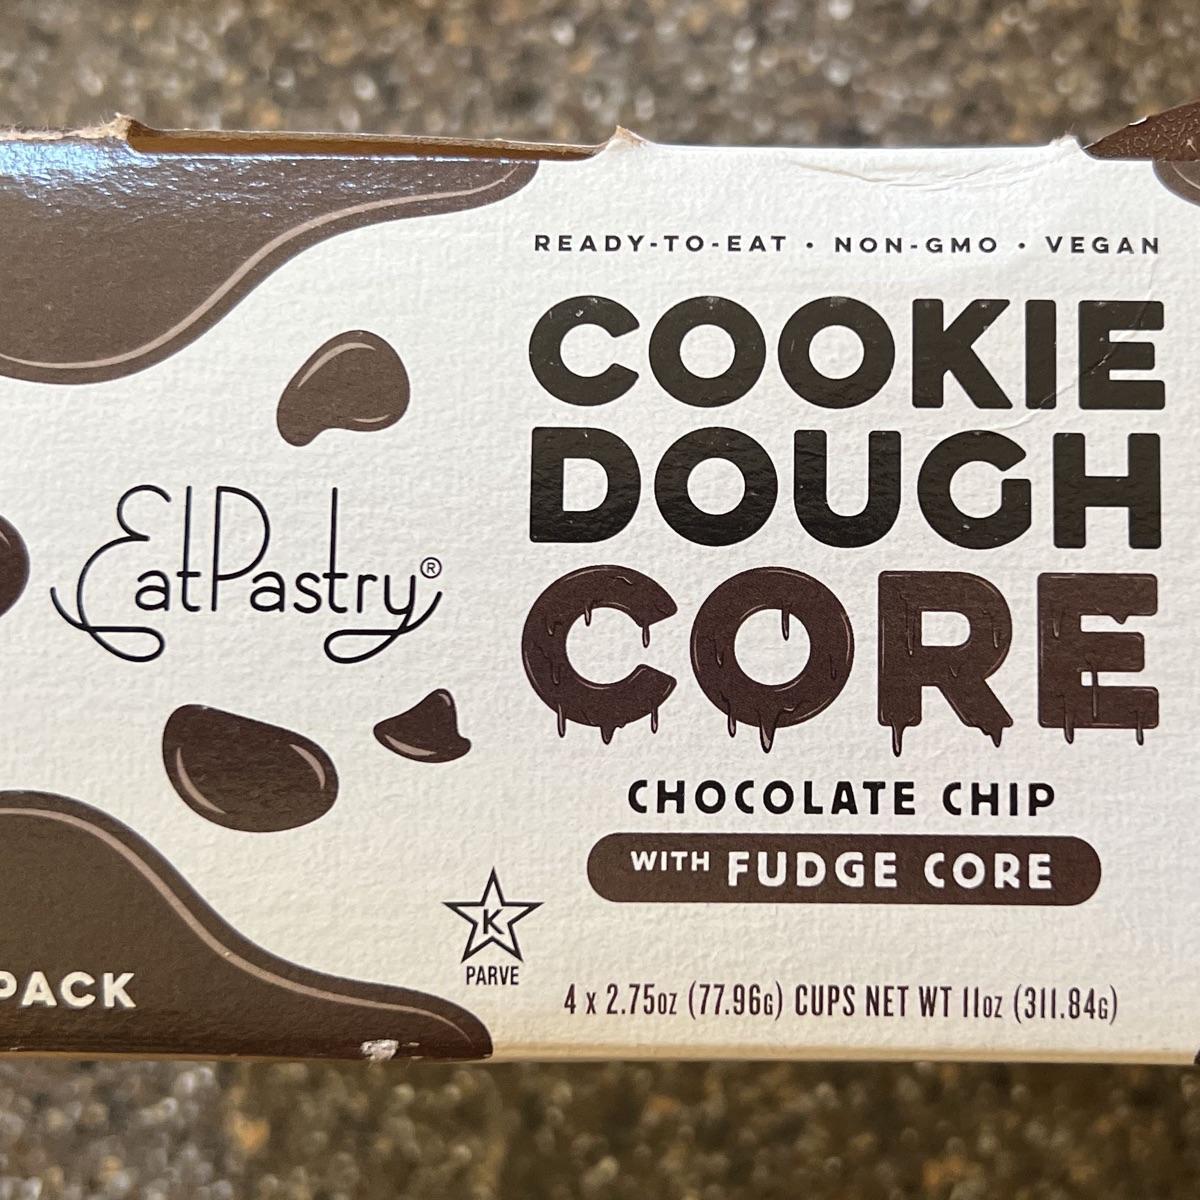 READY-TO-EAT • NON-GMO • VEGAN
COOKIE
DOUGH
CORE
EatPastry®
CHOCOLATE CHIP
WITH FUDGE CORE
K
PARVE
PACK
4 x 2.75oz (77.96g) CUPS NET WT 11oz (311.84g)